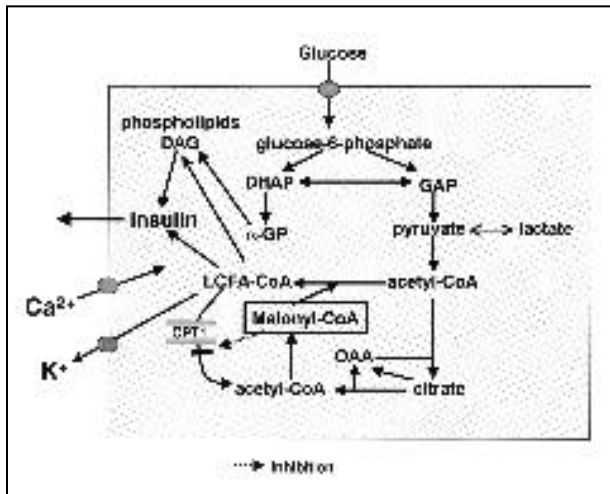 Glucose
phospholipids
DAG
glucose-6-phosphate
DHAP
GAP
Insulin
α-GP
pyruvate
lactate
LCFA-CoA
acetyl-CoA
Ca²⁺
CPT1
Malonyl-CoA
K⁺
OAA
acetyl-CoA
citrate
Inhibition